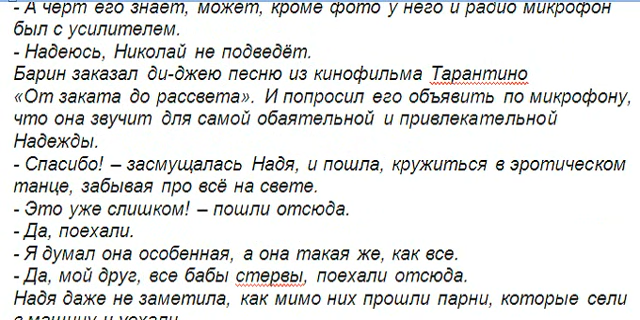 - А черт его знает, может, кроме фото у него и радио микрофон
был с усилителем.
- Надеюсь, Николай не подведёт.
Барин заказал ди-джею песню из кинофильма Тарантино
«От заката до рассвета». И попросил его объявить по микрофону,
что она звучит для самой обаятельной и привлекательной
Надежды.
- Спасибо! – засмущалась Надя, и пошла, кружиться в эротическом
танце, забывая про всё на свете.
- Это уже слишком! – пошли отсюда.
- Да, поехали.
- Я думал она особенная, а она такая же, как все.
- Да, мой друг, все бабы стервы, поехали отсюда.
Надя даже не заметила, как мимо них прошли парни, которые сели
в машину и уехали